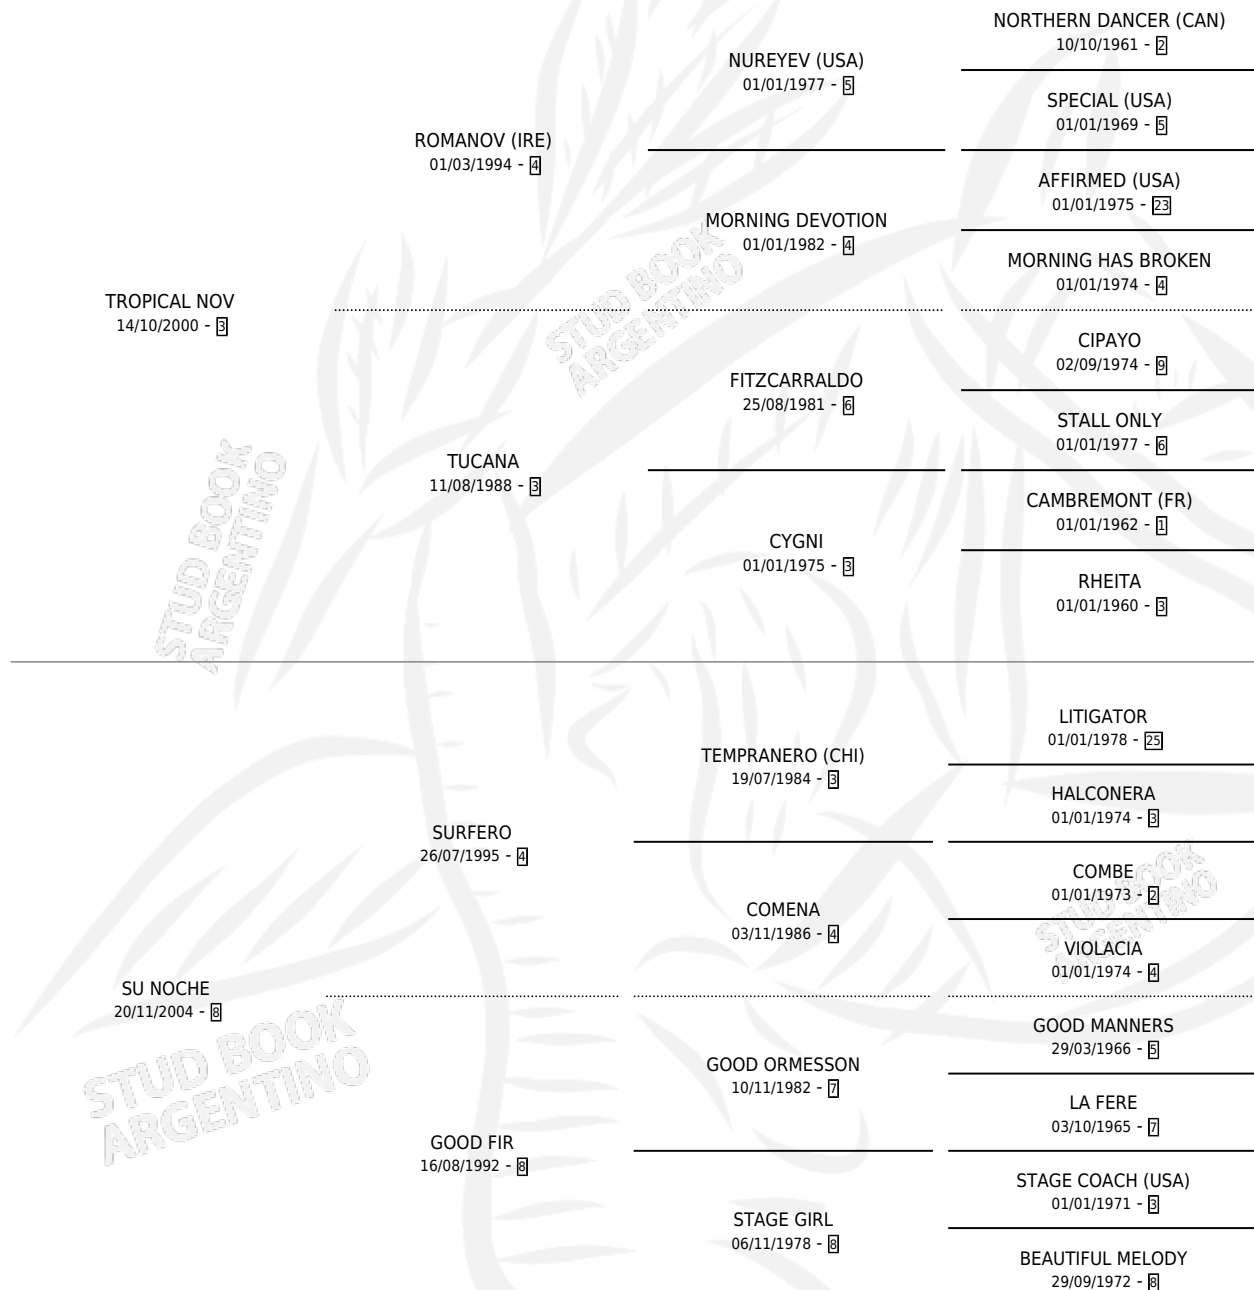 NORTHERN DANCER (CAN)
10/10/1961 - 2
NUREYEV (USA)
01/01/1977 - 5
SPECIAL (USA)
01/01/1969 - 5
ROMANOV (IRE)
01/03/1994 - 4
AFFIRMED (USA)
01/01/1975 - 23
MORNING DEVOTION
01/01/1982 - 4
MORNING HAS BROKEN
01/01/1974 - 4
TROPICAL NOV
14/10/2000 - 3
STUD BOOK
ARGENTINO
CIPAYO
02/09/1974 - 9
FITZCARRALDO
25/08/1981 - 6
STALL ONLY
01/01/1977 - 6
TUCANA
11/08/1988 - 3
CAMBREMONT (FR)
01/01/1962 - 1
CYGNI
01/01/1975 - 3
RHEITA
01/01/1960 - 3
STUD BOOK
ARGENTINO
LITIGATOR
01/01/1978 - 25
TEMPRANERO (CHI)
19/07/1984 - 3
HALCONERA
01/01/1974 - 3
SURFERO
26/07/1995 - 4
COMBE
01/01/1973 - 2
COMENA
03/11/1986 - 4
VIOLACIA
01/01/1974 - 4
STUD BOOK
ARGENTINO
SU NOCHE
20/11/2004 - 8
GOOD MANNERS
29/03/1966 - 5
GOOD ORMESSON
10/11/1982 - 7
LA FERE
03/10/1965 - 7
STUD BOOK
ARGENTINO
GOOD FIR
16/08/1992 - 8
STAGE COACH (USA)
01/01/1971 - 3
STAGE GIRL
06/11/1978 - 8
BEAUTIFUL MELODY
29/09/1972 - 8